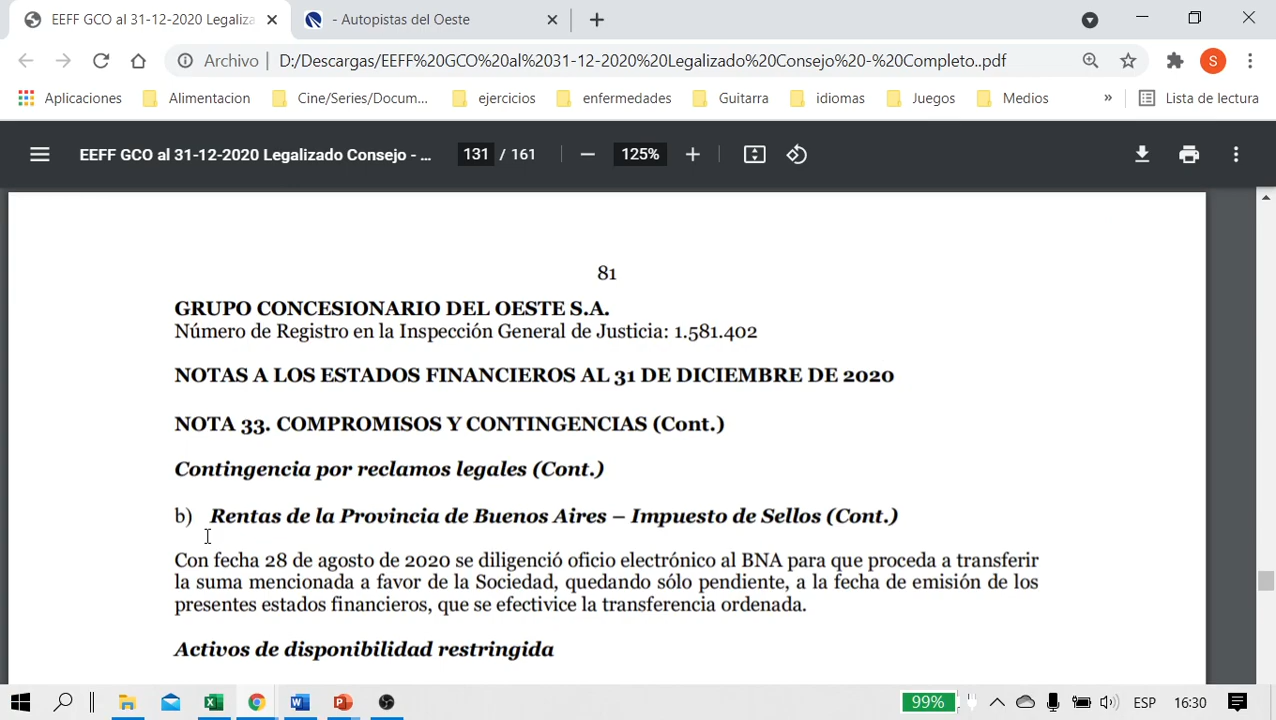 EEFF GCO al 31-12-2020 Legaliza
- Autopistas del Oeste
Archivo
D:/Descargas/EEFF%20GCO%20al%2031-12-2020%20Legalizado%20Consejo%20-%20Completo..pdf
S
Aplicaciones
Alimentacion
Cine/Series/Docum...
ejercicios
enfermedades
Guitarra
idiomas
Juegos
Medios
»
Lista de lectura
EEFF GCO al 31-12-2020 Legalizado Consejo - ...
131 / 161
125%
81
GRUPO CONCESIONARIO DEL OESTE S.A.
Número de Registro en la Inspección General de Justicia: 1.581.402
NOTAS A LOS ESTADOS FINANCIEROS AL 31 DE DICIEMBRE DE 2020
NOTA 33. COMPROMISOS Y CONTINGENCIAS (Cont.)
Contingencia por reclamos legales (Cont.)
b) Rentas de la Provincia de Buenos Aires – Impuesto de Sellos (Cont.)
Con fecha 28 de agosto de 2020 se diligenció oficio electrónico al BNA para que proceda a transferir
la suma mencionada a favor de la Sociedad, quedando sólo pendiente, a la fecha de emisión de los
presentes estados financieros, que se efectivice la transferencia ordenada.
Activos de disponibilidad restringida
99%
ESP
16:30